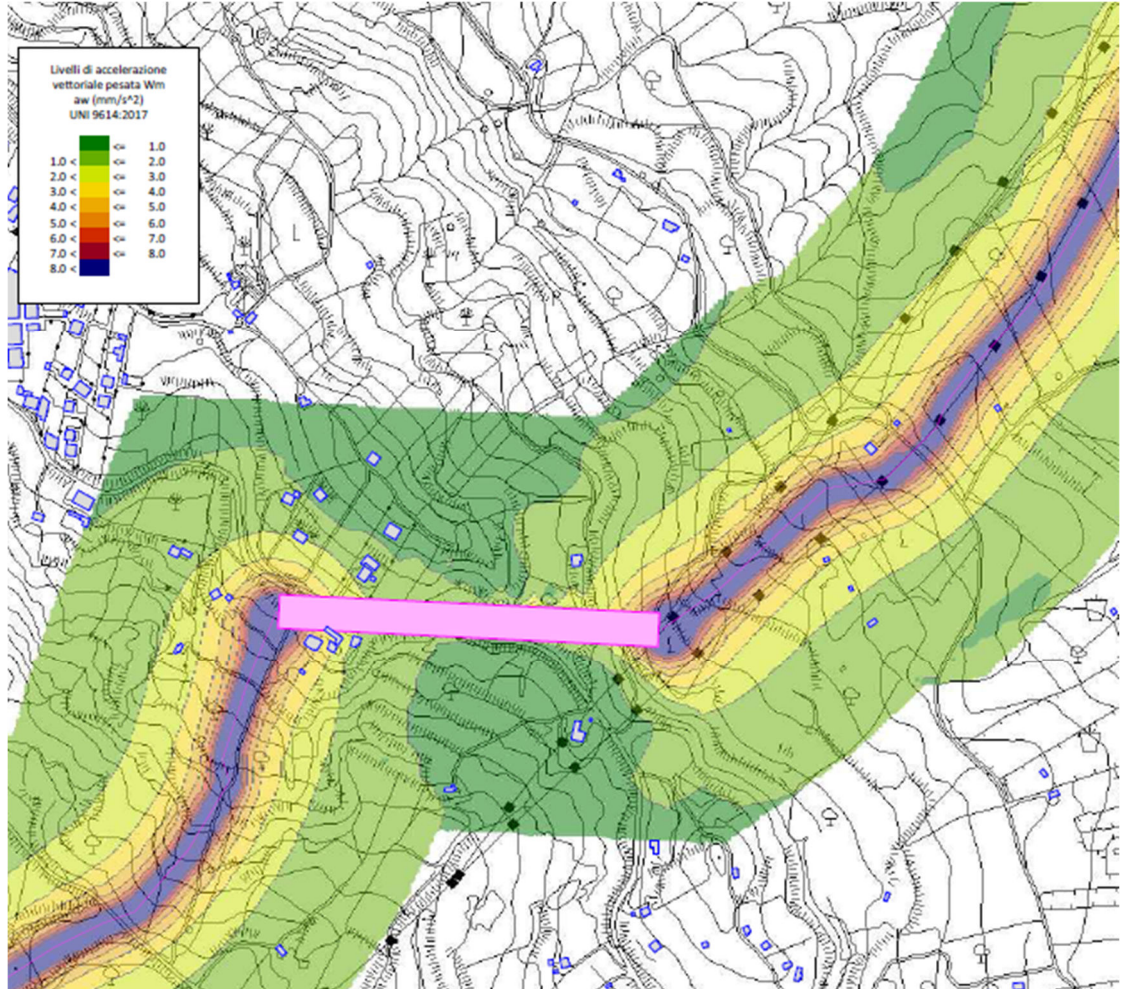 Livelli di accelerazione
vettoriale pesata Wm
aw (mm/s^2)
UNI 9614:2017
<= 1.0
1.0 < <= 2.0
2.0 < <= 3.0
3.0 < <= 4.0
4.0 < <= 5.0
5.0 < <= 6.0
6.0 < <= 7.0
7.0 < <= 8.0
8.0 <